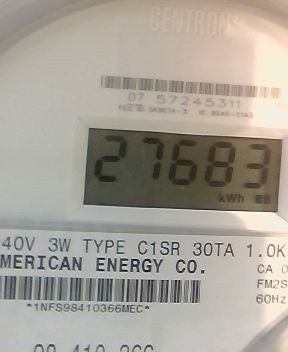 CENTRON
07 57245311
27683
kWh
40V 3W TYPE C1SR 30TA 1.0K
MERICAN ENERGY CO.
CA 0
FM2S
60Hz
*1NFS98410366MEC*